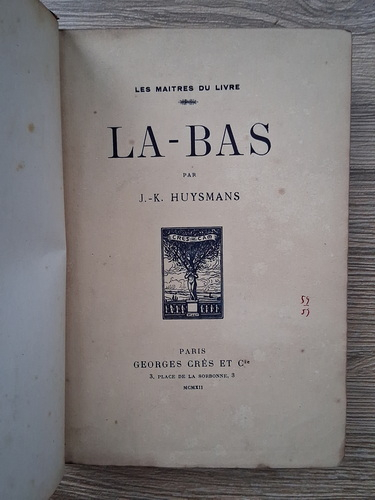 LES MAITRES DU LIVRE
LA-BAS
PAR
J.-K. HUYSMANS
PARIS
GEORGES CRÈS ET Cie
3, PLACE DE LA SORBONNE, 3
MCMXII